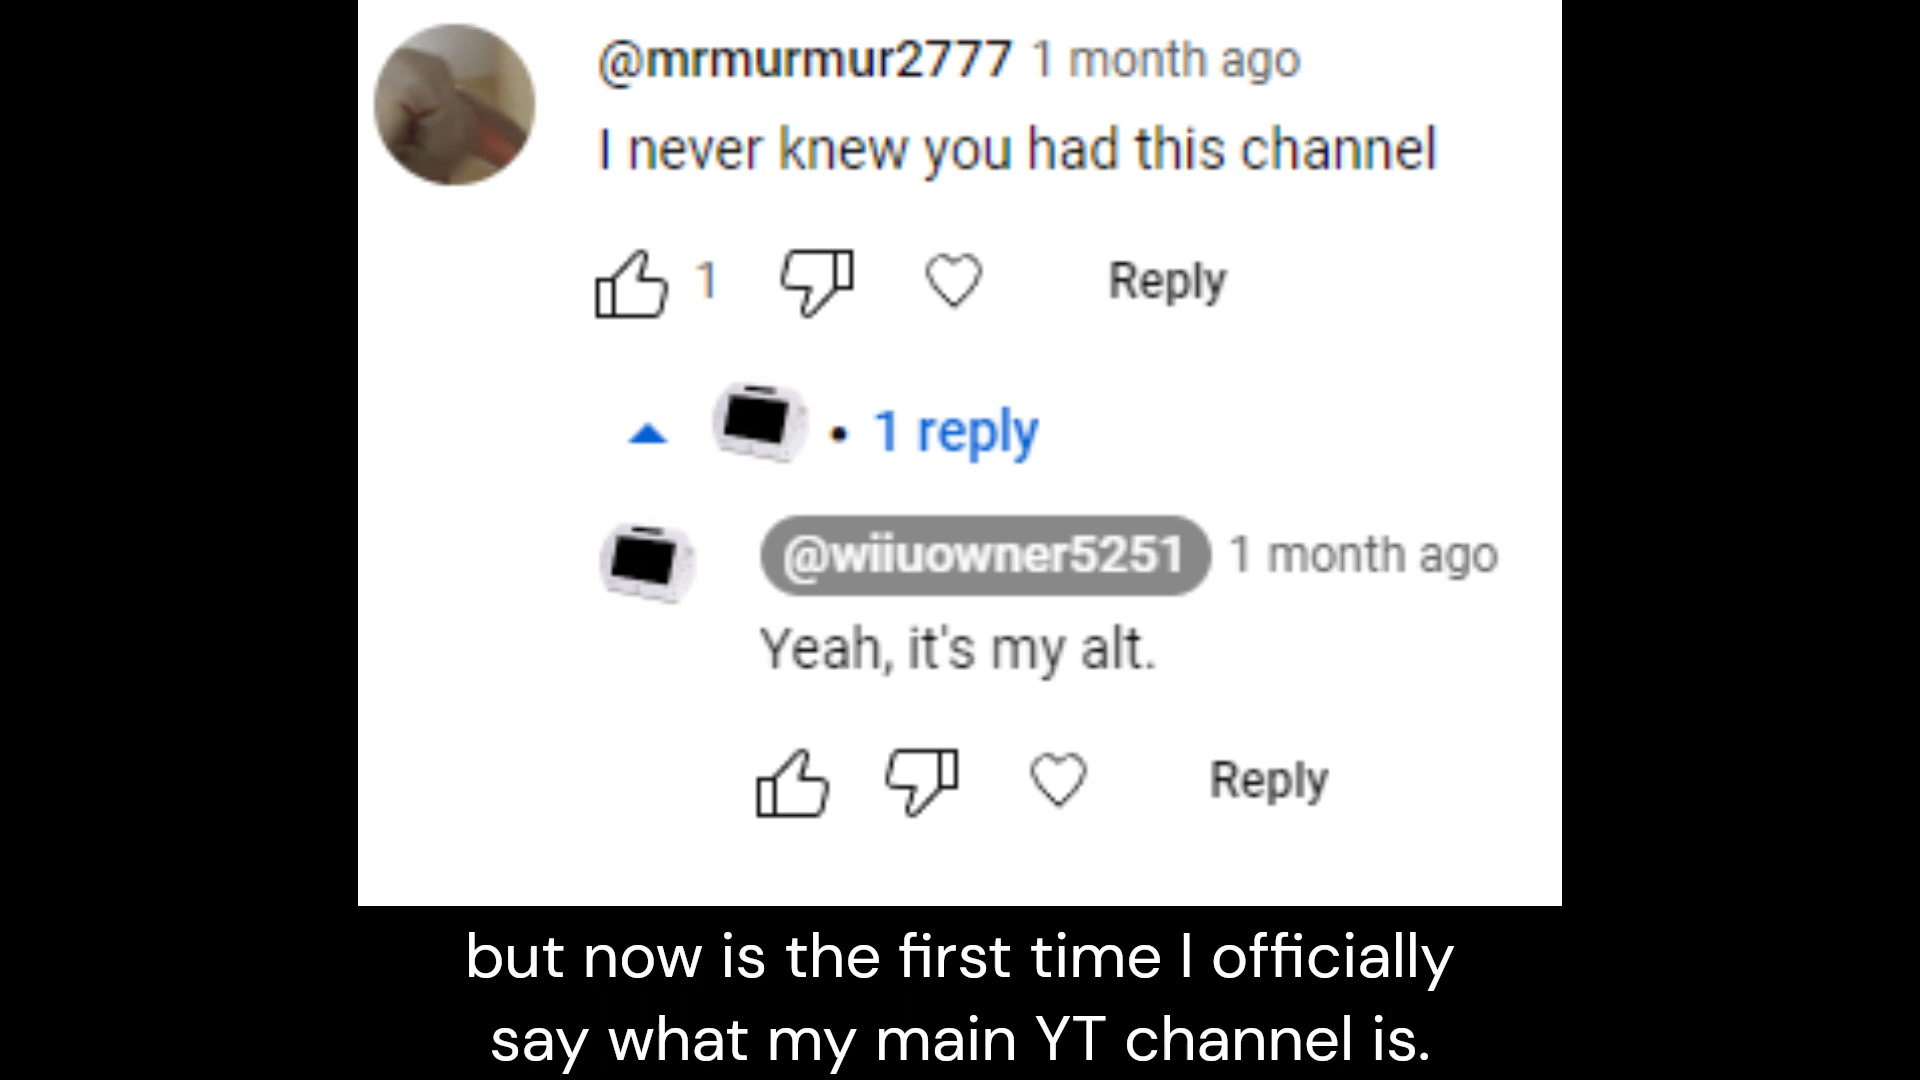 @mrmurmur2777 1 month ago
I never knew you had this channel
1 Reply
• 1 reply
@wiiuowner5251 1 month ago
Yeah, it's my alt.
Reply
but now is the first time I officially
say what my main YT channel is.